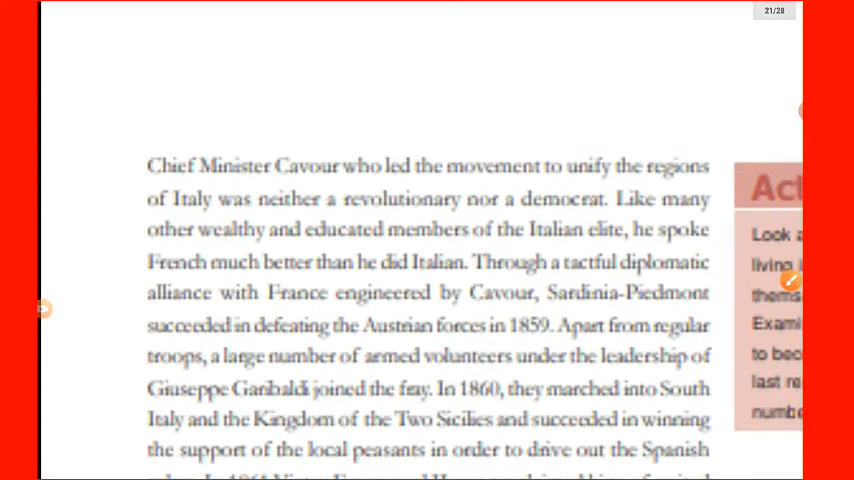 21/28
Chief Minister Cavour who led the movement to unify the regions
of Italy was neither a revolutionary nor a democrat. Like many
other wealthy and educated members of the Italian elite, he spoke
French much better than he did Italian. Through a tactful diplomatic
alliance with France engineered by Cavour, Sardinia-Piedmont
succeeded in defeating the Austrian forces in 1859. Apart from regular
troops, a large number of armed volunteers under the leadership of
Giuseppe Garibaldi joined the fray. In 1860, they marched into South
Italy and the Kingdom of the Two Sicilies and succeeded in winning
the support of the local peasants in order to drive out the Spanish
Act
Look a
living i
thems
Exami
to bec
last re
numbe